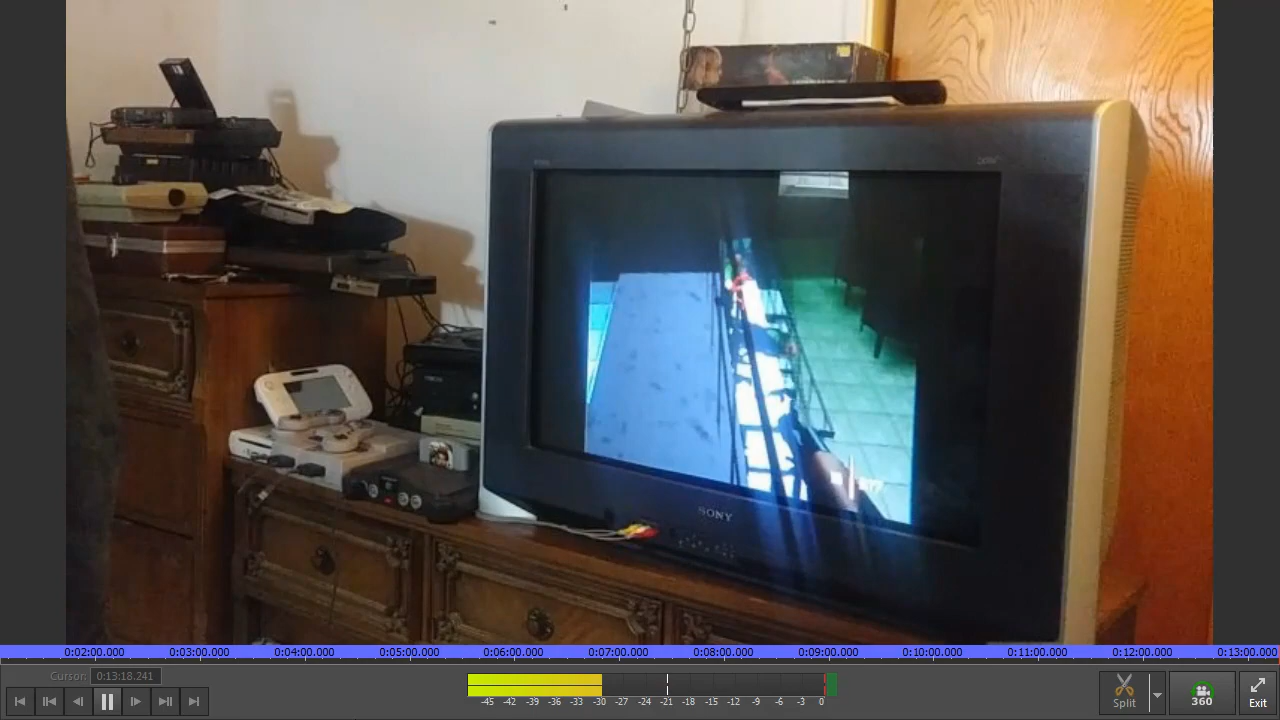 SONY
0:02:00.000 0:03:00.000 0:04:00.000 0:05:00.000 0:06:00.000 0:07:00.000 0:08:00.000 0:09:00.000 0:10:00.000 0:11:00.000 0:12:00.000 0:13:00.000
Cursor: 0:13:18.241
-45 -42 -39 -36 -33 -30 -27 -24 -21 -18 -15 -12 -9 -6 -3 0
Split
360
Exit